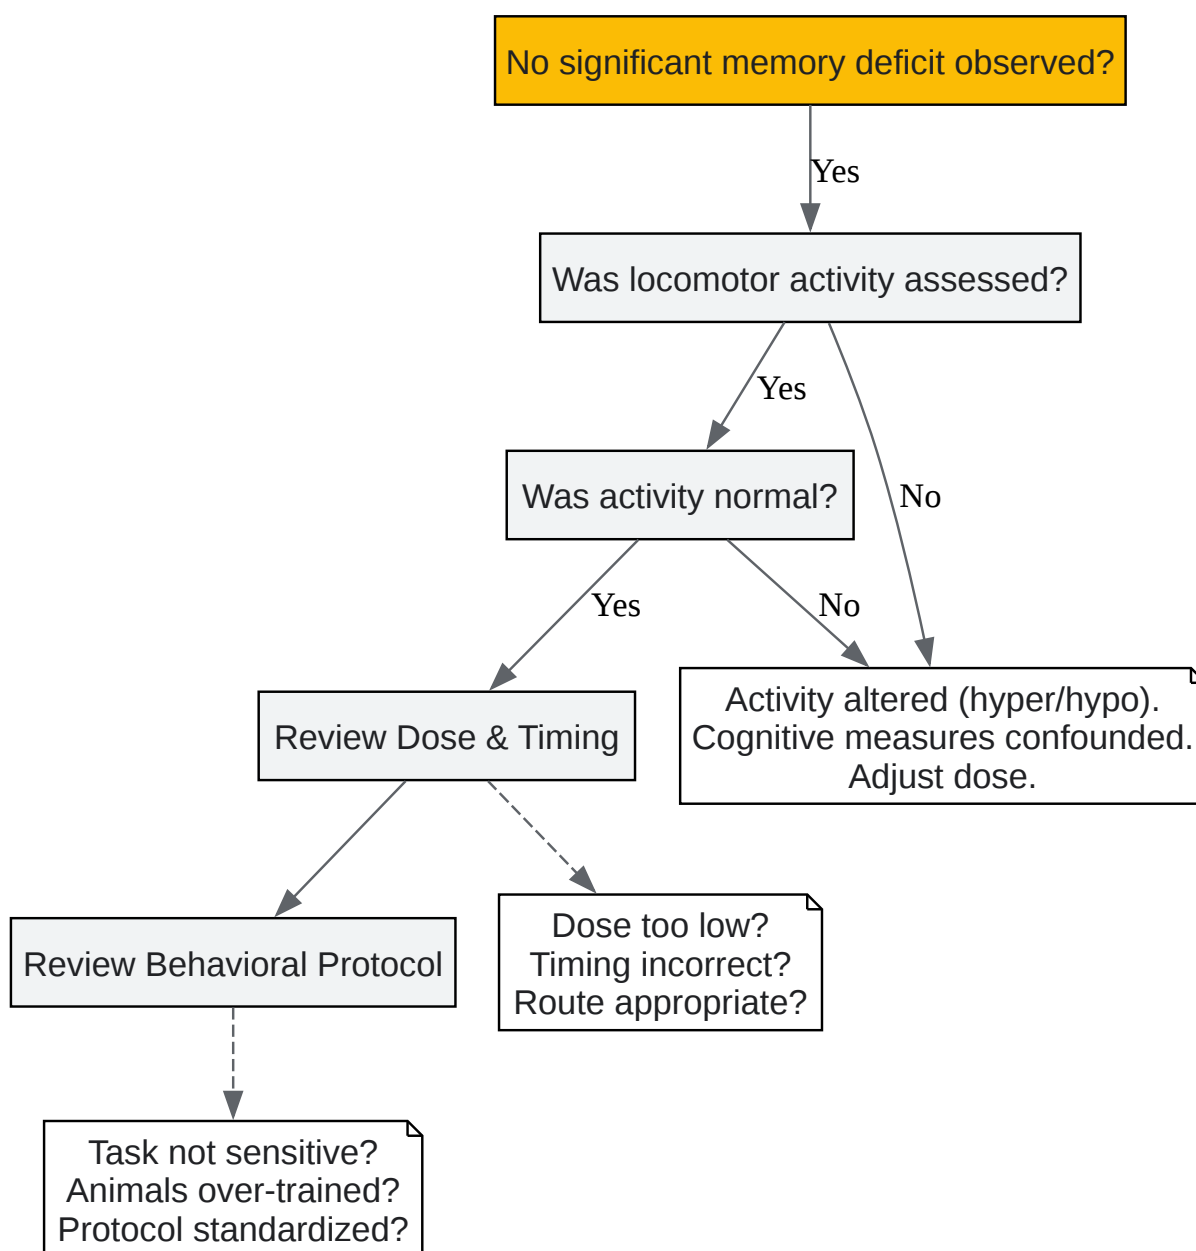 No significant memory deficit observed?
Yes
Was locomotor activity assessed?
Yes
No
Was activity normal?
Yes
No
Review Dose & Timing
Activity altered (hyper/hypo).
Cognitive measures confounded.
Adjust dose.
Review Behavioral Protocol
Dose too low?
Timing incorrect?
Route appropriate?
Task not sensitive?
Animals over-trained?
Protocol standardized?